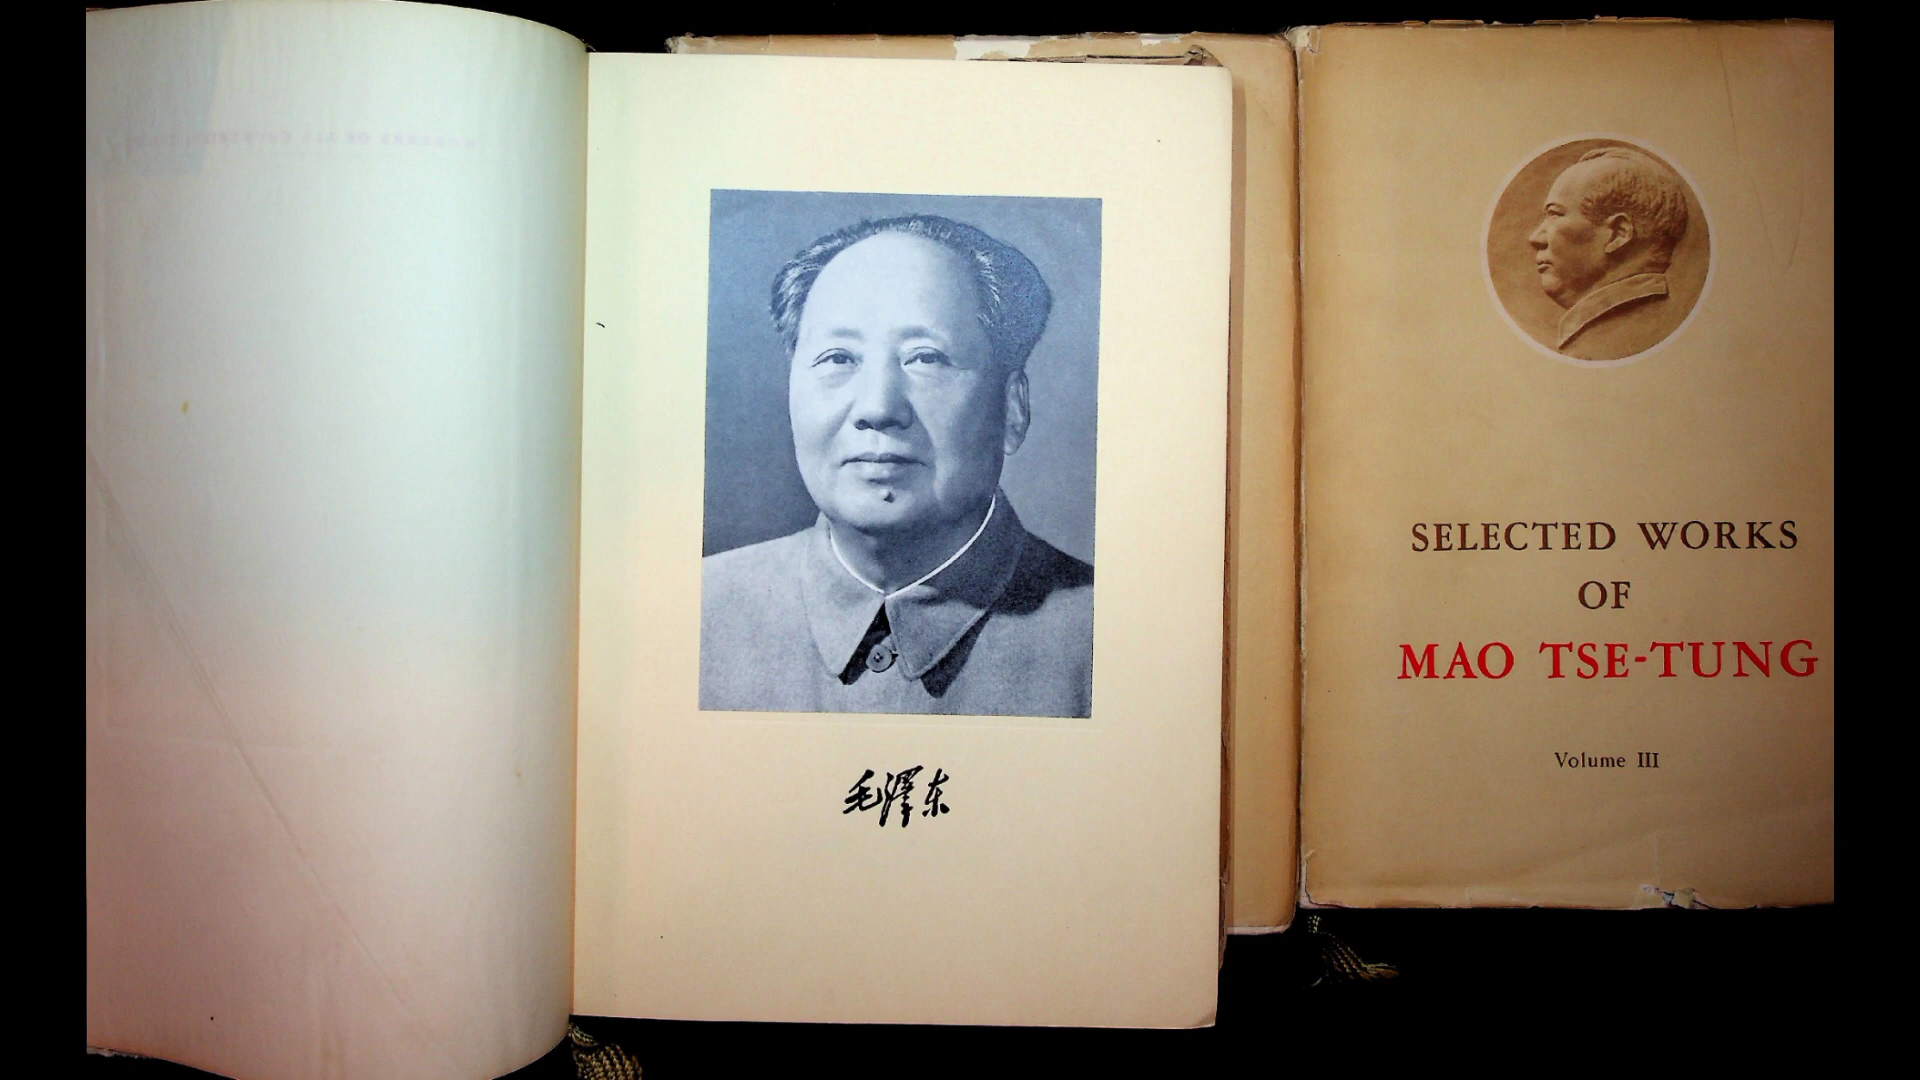 毛澤东
SELECTED WORKS
OF
MAO TSE-TUNG
Volume III